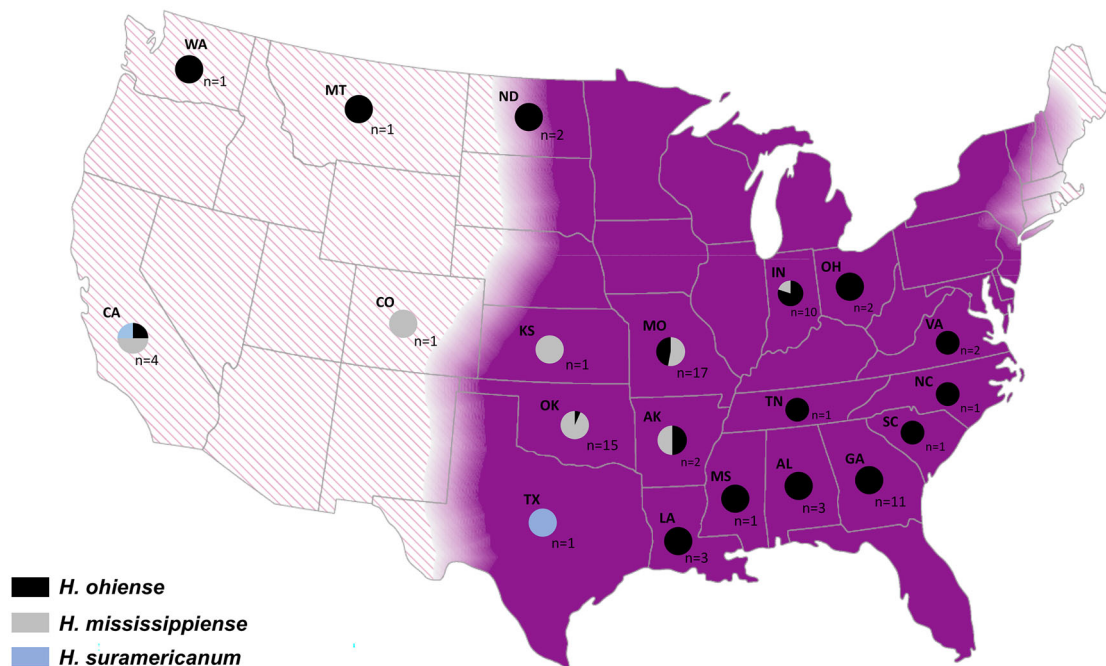 WA
n=1
MT
n=1
ND
n=2
IN
n=10
OH
n=2
CA
n=4
CO
n=1
KS
n=1
MO
n=17
VA
n=2
OK
n=15
AK
n=2
TN
n=1
NC
n=1
SC
n=1
TX
n=1
LA
n=3
MS
n=1
AL
n=3
GA
n=11
H. ohiense
H. mississippiense
H. suramericanum